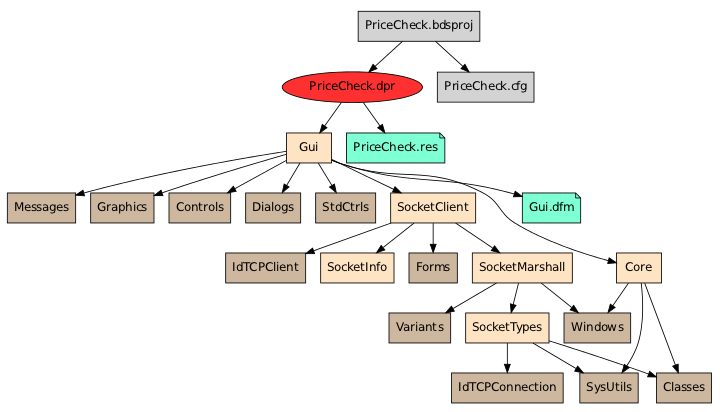 PriceCheck.bdsproj
PriceCheck.dpr
PriceCheck.cfg
Gui
PriceCheck.res
Messages
Graphics
Controls
Dialogs
StdCtrls
SocketClient
Gui.dfm
IdTCPClient
SocketInfo
Forms
SocketMarshall
Core
Variants
SocketTypes
Windows
IdTCPConnection
SysUtils
Classes